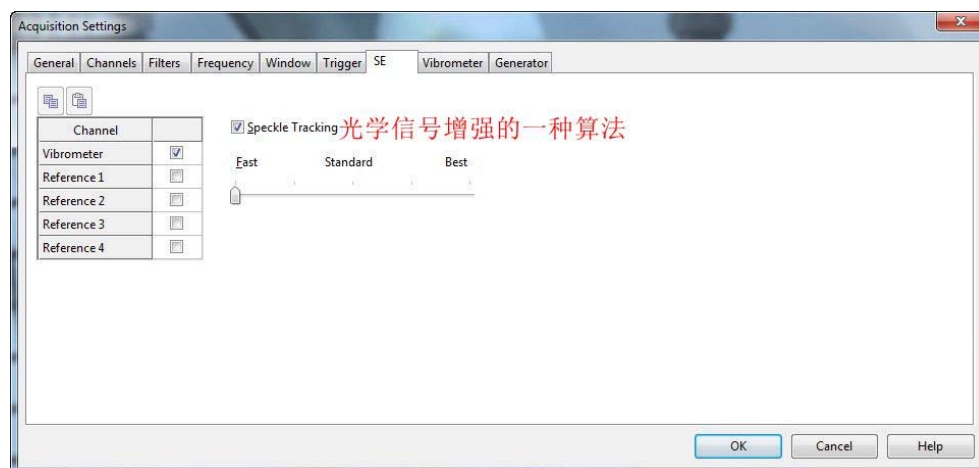 Acquisition Settings
General Channels Filters Frequency Window Trigger SE Vibrometer Generator
Channel
Vibrometer
Reference 1
Reference 2
Reference 3
Reference 4
Speckle Tracking光学信号增强的一种算法
Fast Standard Best
OK Cancel Help